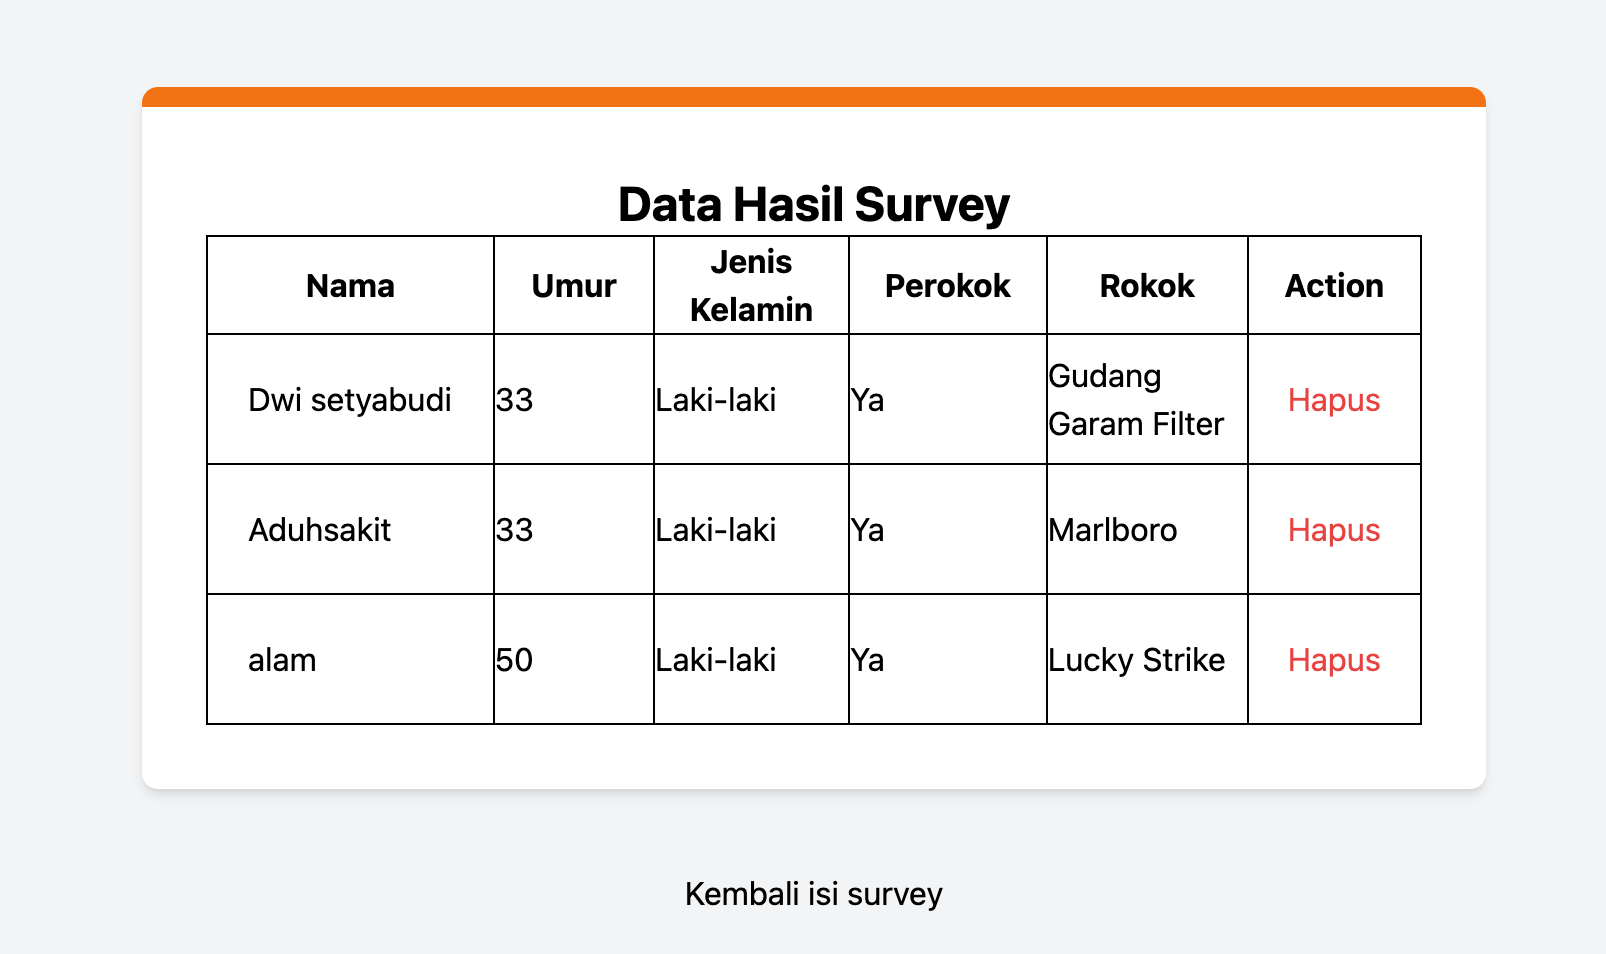 Data Hasil Survey
Nama Umur Jenis Kelamin Perokok Rokok Action
Dwi setyabudi 33 Laki-laki Ya Gudang Garam Filter Hapus
Aduhsakit 33 Laki-laki Ya Marlboro Hapus
alam 50 Laki-laki Ya Lucky Strike Hapus
Kembali isi survey